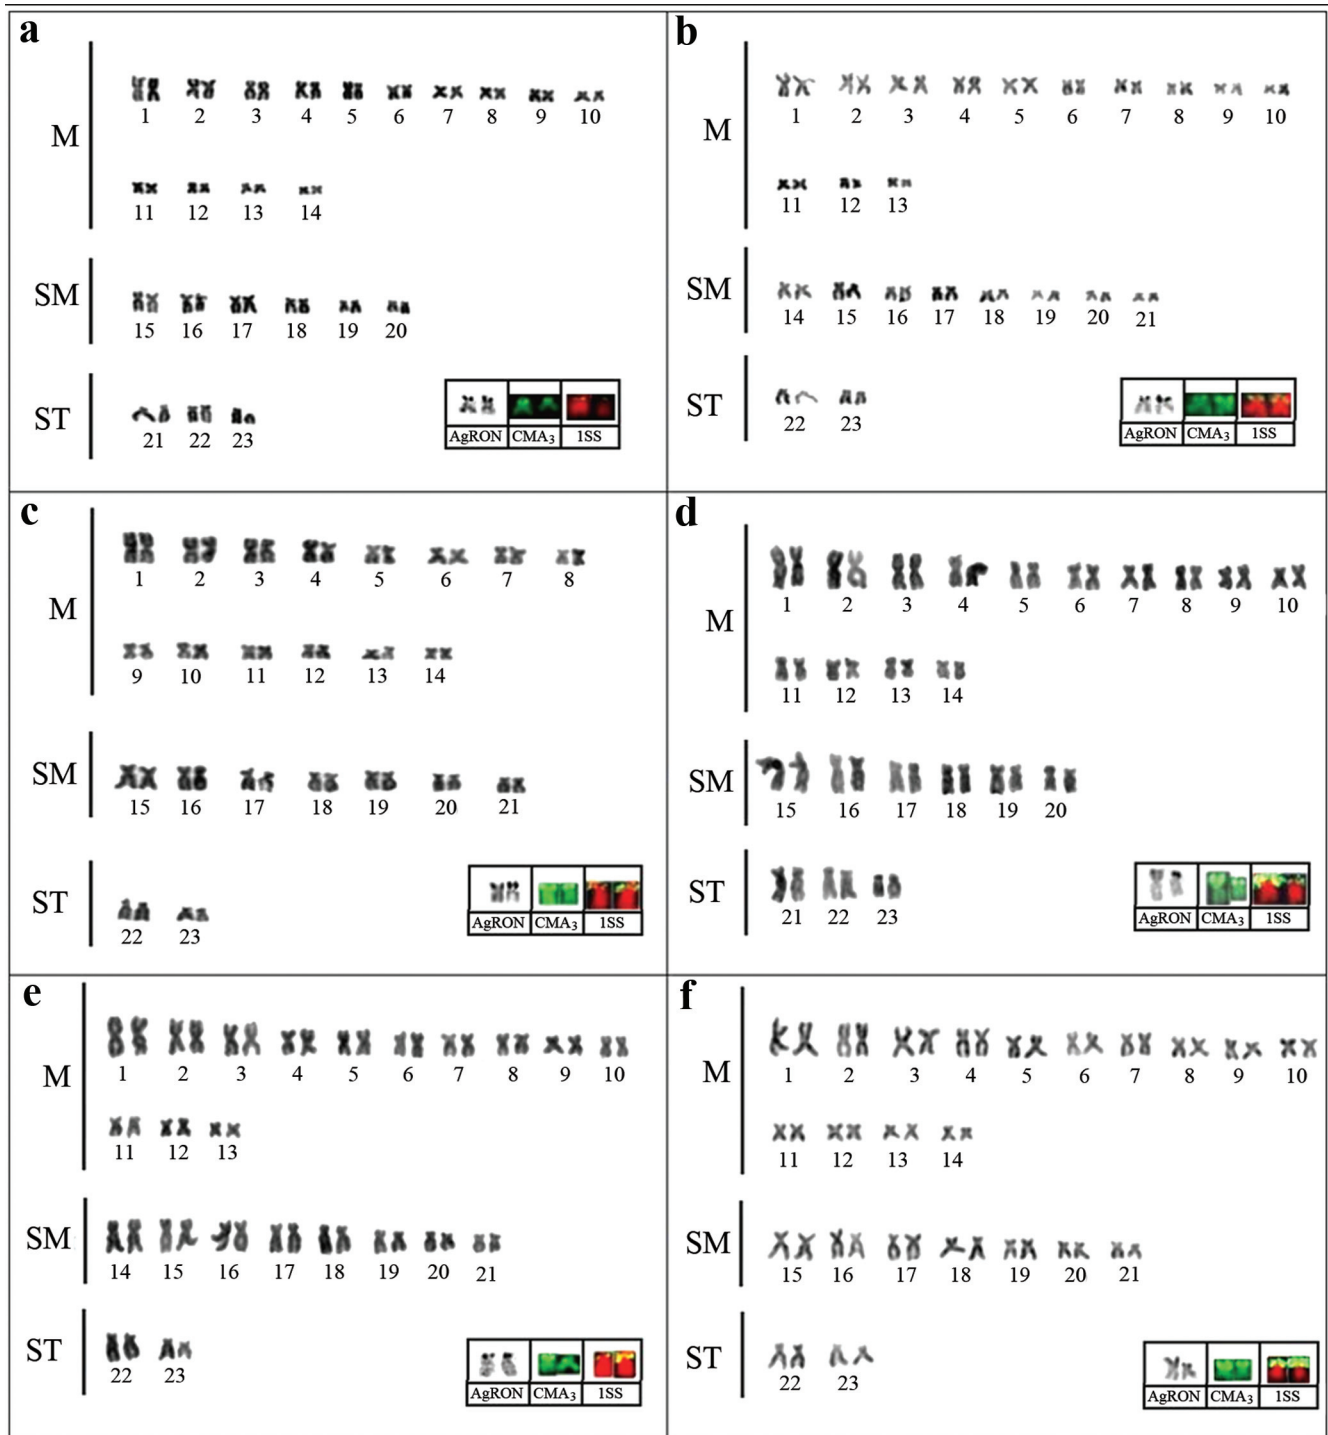 a
M
1 2 3 4 5 6 7 8 9 10
11 12 13 14
SM
15 16 17 18 19 20
ST
21 22 23
AgRON CMA3 1SS
b
M
1 2 3 4 5 6 7 8 9 10
11 12 13
SM
14 15 16 17 18 19 20 21
ST
22 23
AgRON CMA3 1SS
c
M
1 2 3 4 5 6 7 8
9 10 11 12 13 14
SM
15 16 17 18 19 20 21
ST
22 23
AgRON CMA3 1SS
d
M
1 2 3 4 5 6 7 8 9 10
11 12 13 14
SM
15 16 17 18 19 20
ST
21 22 23
AgRON CMA3 1SS
e
M
1 2 3 4 5 6 7 8 9 10
11 12 13
SM
14 15 16 17 18 19 20 21
ST
22 23
AgRON CMA3 1SS
f
M
1 2 3 4 5 6 7 8 9 10
11 12 13 14
SM
15 16 17 18 19 20 21
ST
22 23
AgRON CMA3 1SS